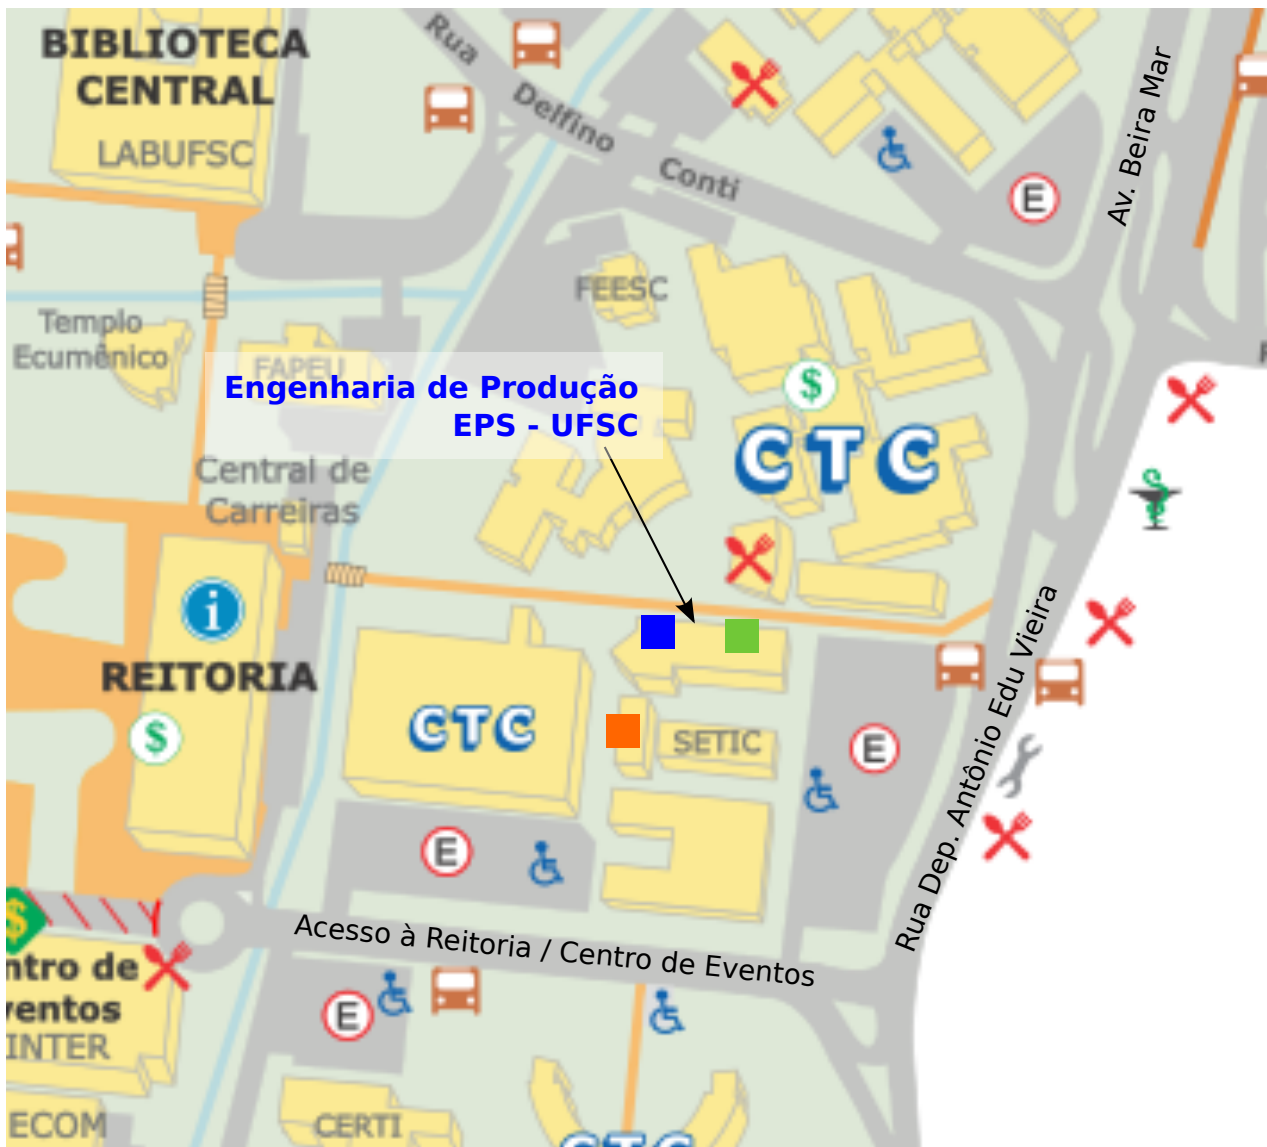 BIBLIOTECA
CENTRAL
LABUFSC
Rua
Delfino
Conti
Av. Beira Mar
E
FEESC
Templo
Ecumênico
FAPEU
Engenharia de Produção
EPS - UFSC
$
CTC
Central de
Carreiras
i
REITORIA
$
CTC
SETIC
E
Rua Dep. Antônio Edu Vieira
E
$
Acesso à Reitoria / Centro de Eventos
ntro de
ventos
INTER
E
ECOM
CERTI
CTC